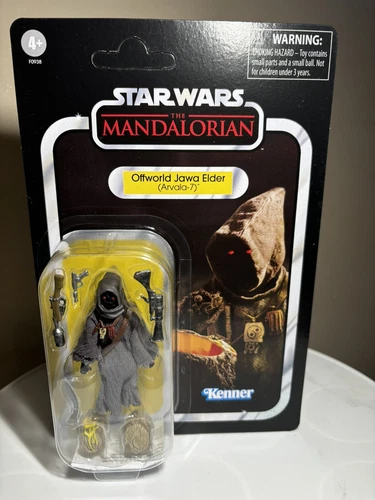 4+
F0938
WARNING:
CHOKING HAZARD – Toy contains
small parts and a small ball. Not
for children under 3 years.
STAR WARS
THE
MANDALORIAN
Offworld Jawa Elder
(Arvala-7)™
Kenner